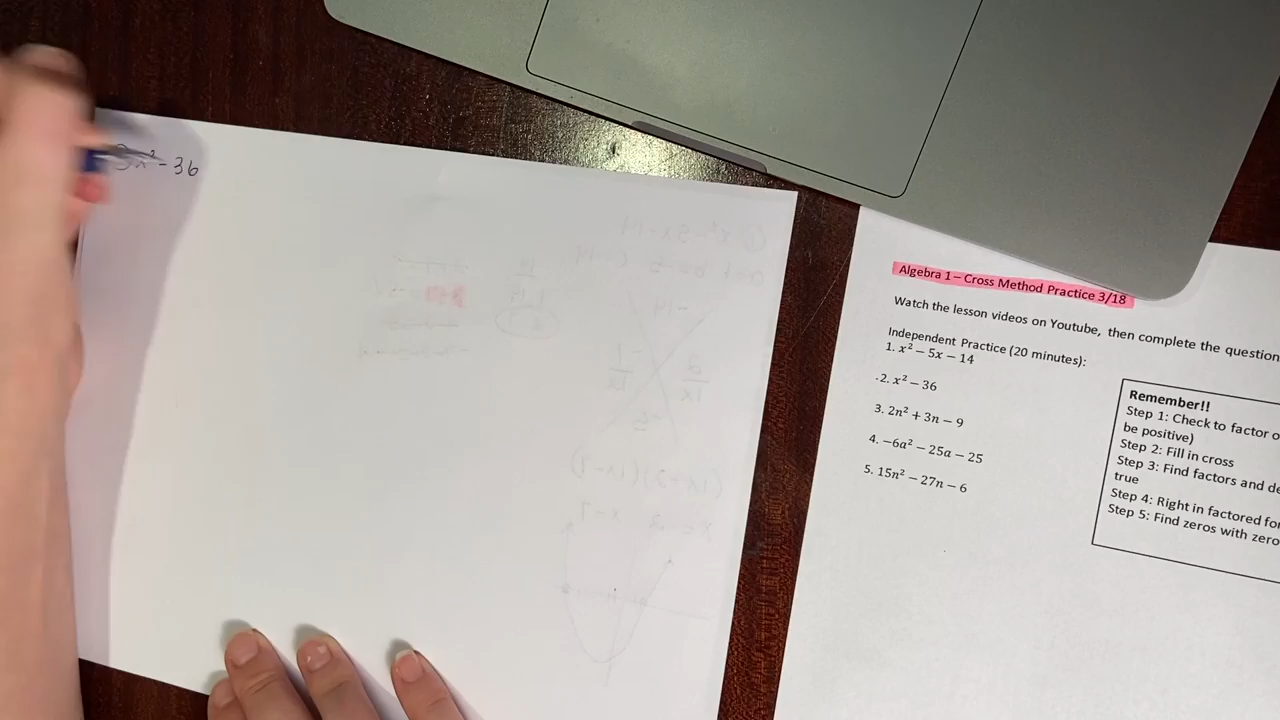 x² - 36
Algebra 1 – Cross Method Practice 3/18
Watch the lesson videos on Youtube, then complete the question
Independent Practice (20 minutes):
1. x² − 5x − 14
2. x² − 36
3. 2n² + 3n − 9
4. −6a² − 25a − 25
5. 15n² − 27n − 6
Remember!!
Step 1: Check to factor o
be positive)
Step 2: Fill in cross
Step 3: Find factors and de
true
Step 4: Right in factored for
Step 5: Find zeros with zero